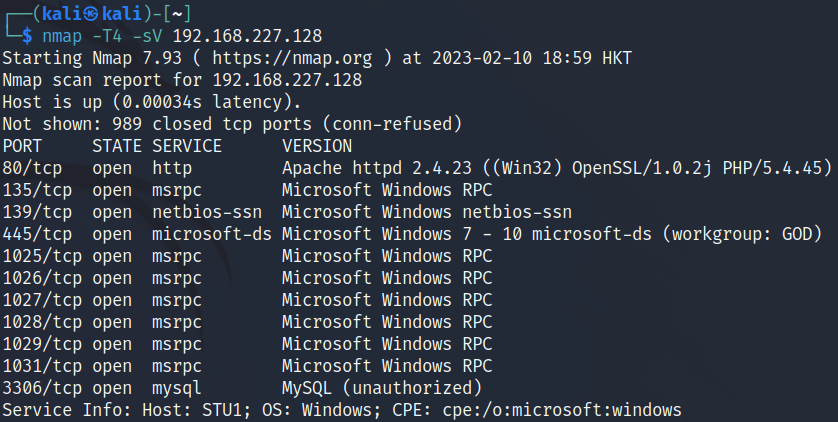 ┌──(kali㉿kali)-[~]
└─$ nmap -T4 -sV 192.168.227.128
Starting Nmap 7.93 ( https://nmap.org ) at 2023-02-10 18:59 HKT
Nmap scan report for 192.168.227.128
Host is up (0.00034s latency).
Not shown: 989 closed tcp ports (conn-refused)
PORT     STATE SERVICE      VERSION
80/tcp   open  http         Apache httpd 2.4.23 ((Win32) OpenSSL/1.0.2j PHP/5.4.45)
135/tcp  open  msrpc        Microsoft Windows RPC
139/tcp  open  netbios-ssn  Microsoft Windows netbios-ssn
445/tcp  open  microsoft-ds Microsoft Windows 7 - 10 microsoft-ds (workgroup: GOD)
1025/tcp open  msrpc        Microsoft Windows RPC
1026/tcp open  msrpc        Microsoft Windows RPC
1027/tcp open  msrpc        Microsoft Windows RPC
1028/tcp open  msrpc        Microsoft Windows RPC
1029/tcp open  msrpc        Microsoft Windows RPC
1031/tcp open  msrpc        Microsoft Windows RPC
3306/tcp open  mysql        MySQL (unauthorized)
Service Info: Host: STU1; OS: Windows; CPE: cpe:/o:microsoft:windows